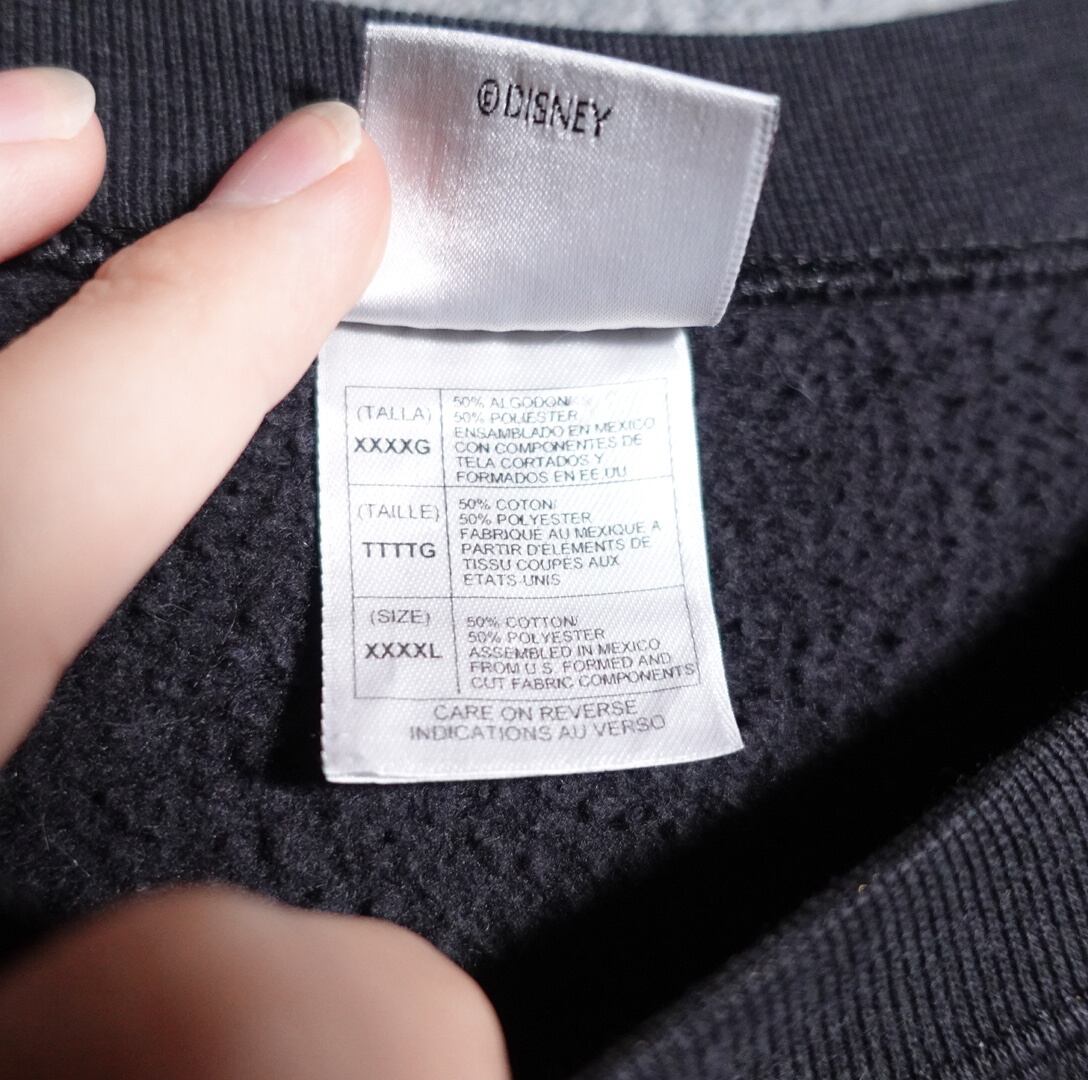 ©DISNEY
(TALLA)
XXXXG
50% ALGODON/
50% POLIESTER
ENSAMBLADO EN MEXICO
CON COMPONENTES DE
TELA CORTADOS Y
FORMADOS EN EE.UU
(TAILLE)
TTTTG
50% COTON/
50% POLYESTER
FABRIQUE AU MEXIQUE A
PARTIR D'ELEMENTS DE
TISSU COUPES AUX
ETATS-UNIS
(SIZE)
XXXXL
50% COTTON/
50% POLYESTER
ASSEMBLED IN MEXICO
FROM U.S. FORMED AND
CUT FABRIC COMPONENTS
CARE ON REVERSE
INDICATIONS AU VERSO